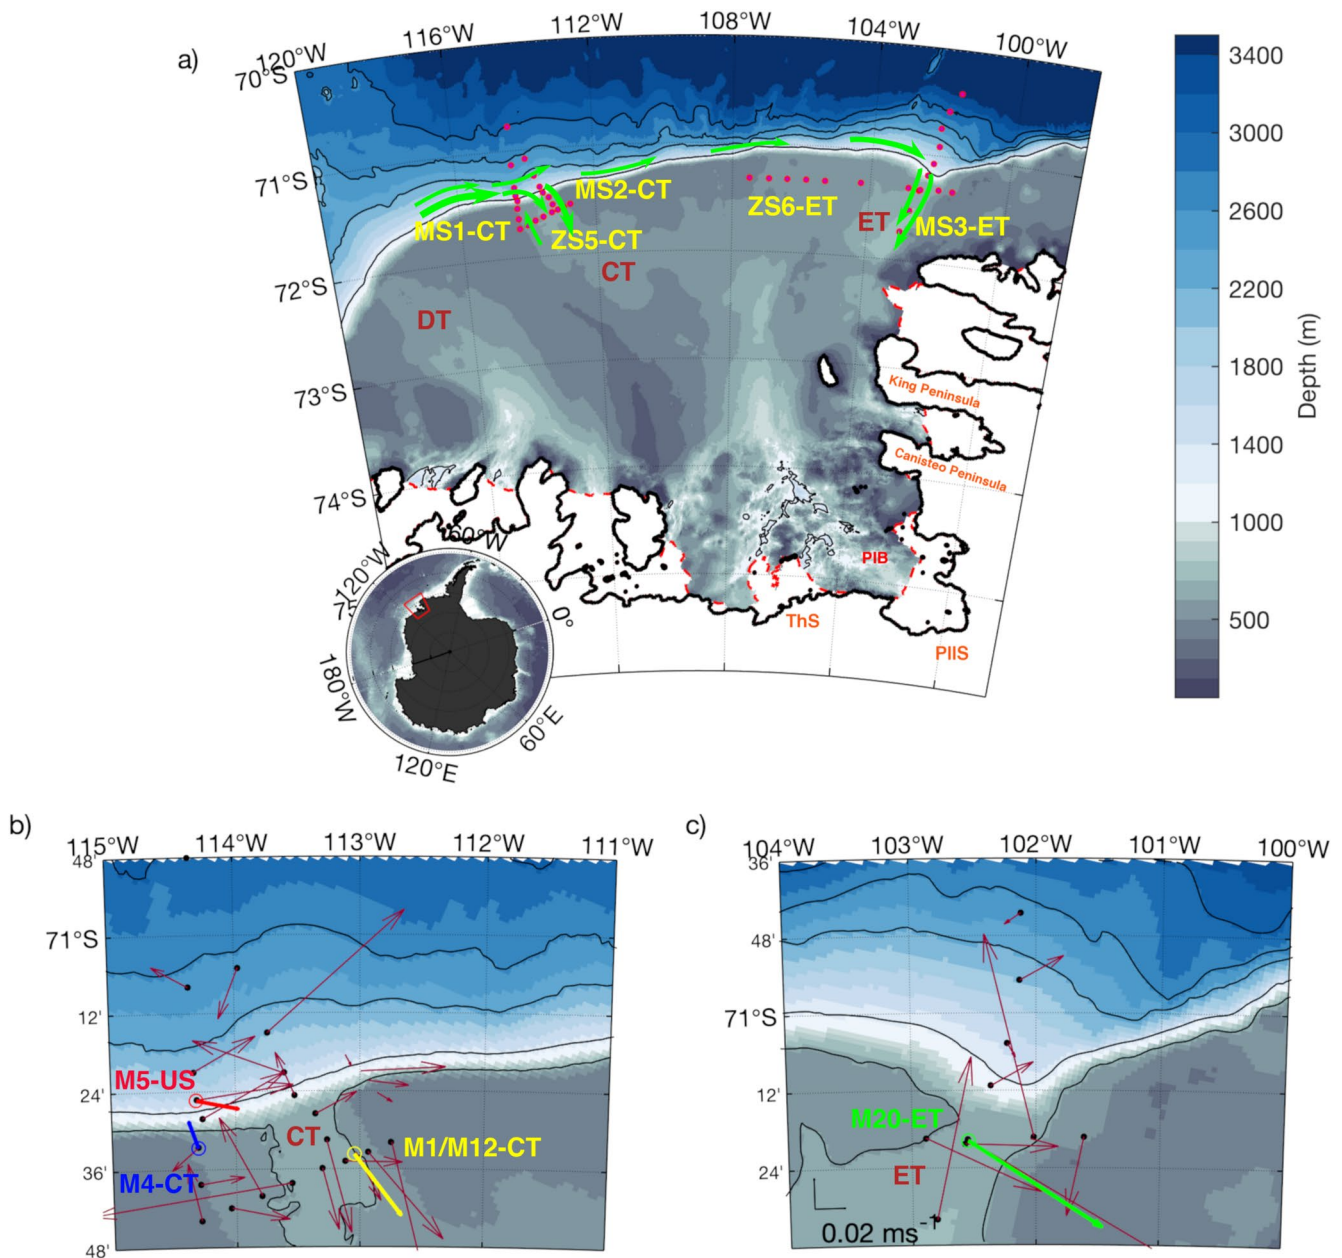 a)
120°W
116°W
112°W
108°W
104°W
100°W
70°S
71°S
72°S
73°S
74°S
MS1-CT
MS2-CT
ZS5-CT
ZS6-ET
MS3-ET
ET
CT
DT
King Peninsula
Canisteo Peninsula
PIB
ThS
PIIS
3400
3000
2600
2200
1800
1400
1000
500
Depth (m)
60°W
120°W
0°
180°W
60°E
120°E
b)
115°W
114°W
113°W
112°W
111°W
48'
71°S
12'
24'
36'
48'
M5-US
CT
M1/M12-CT
M4-CT
c)
104°W
103°W
102°W
101°W
100°W
36'
48'
71°S
12'
24'
M20-ET
ET
0.02 ms⁻¹